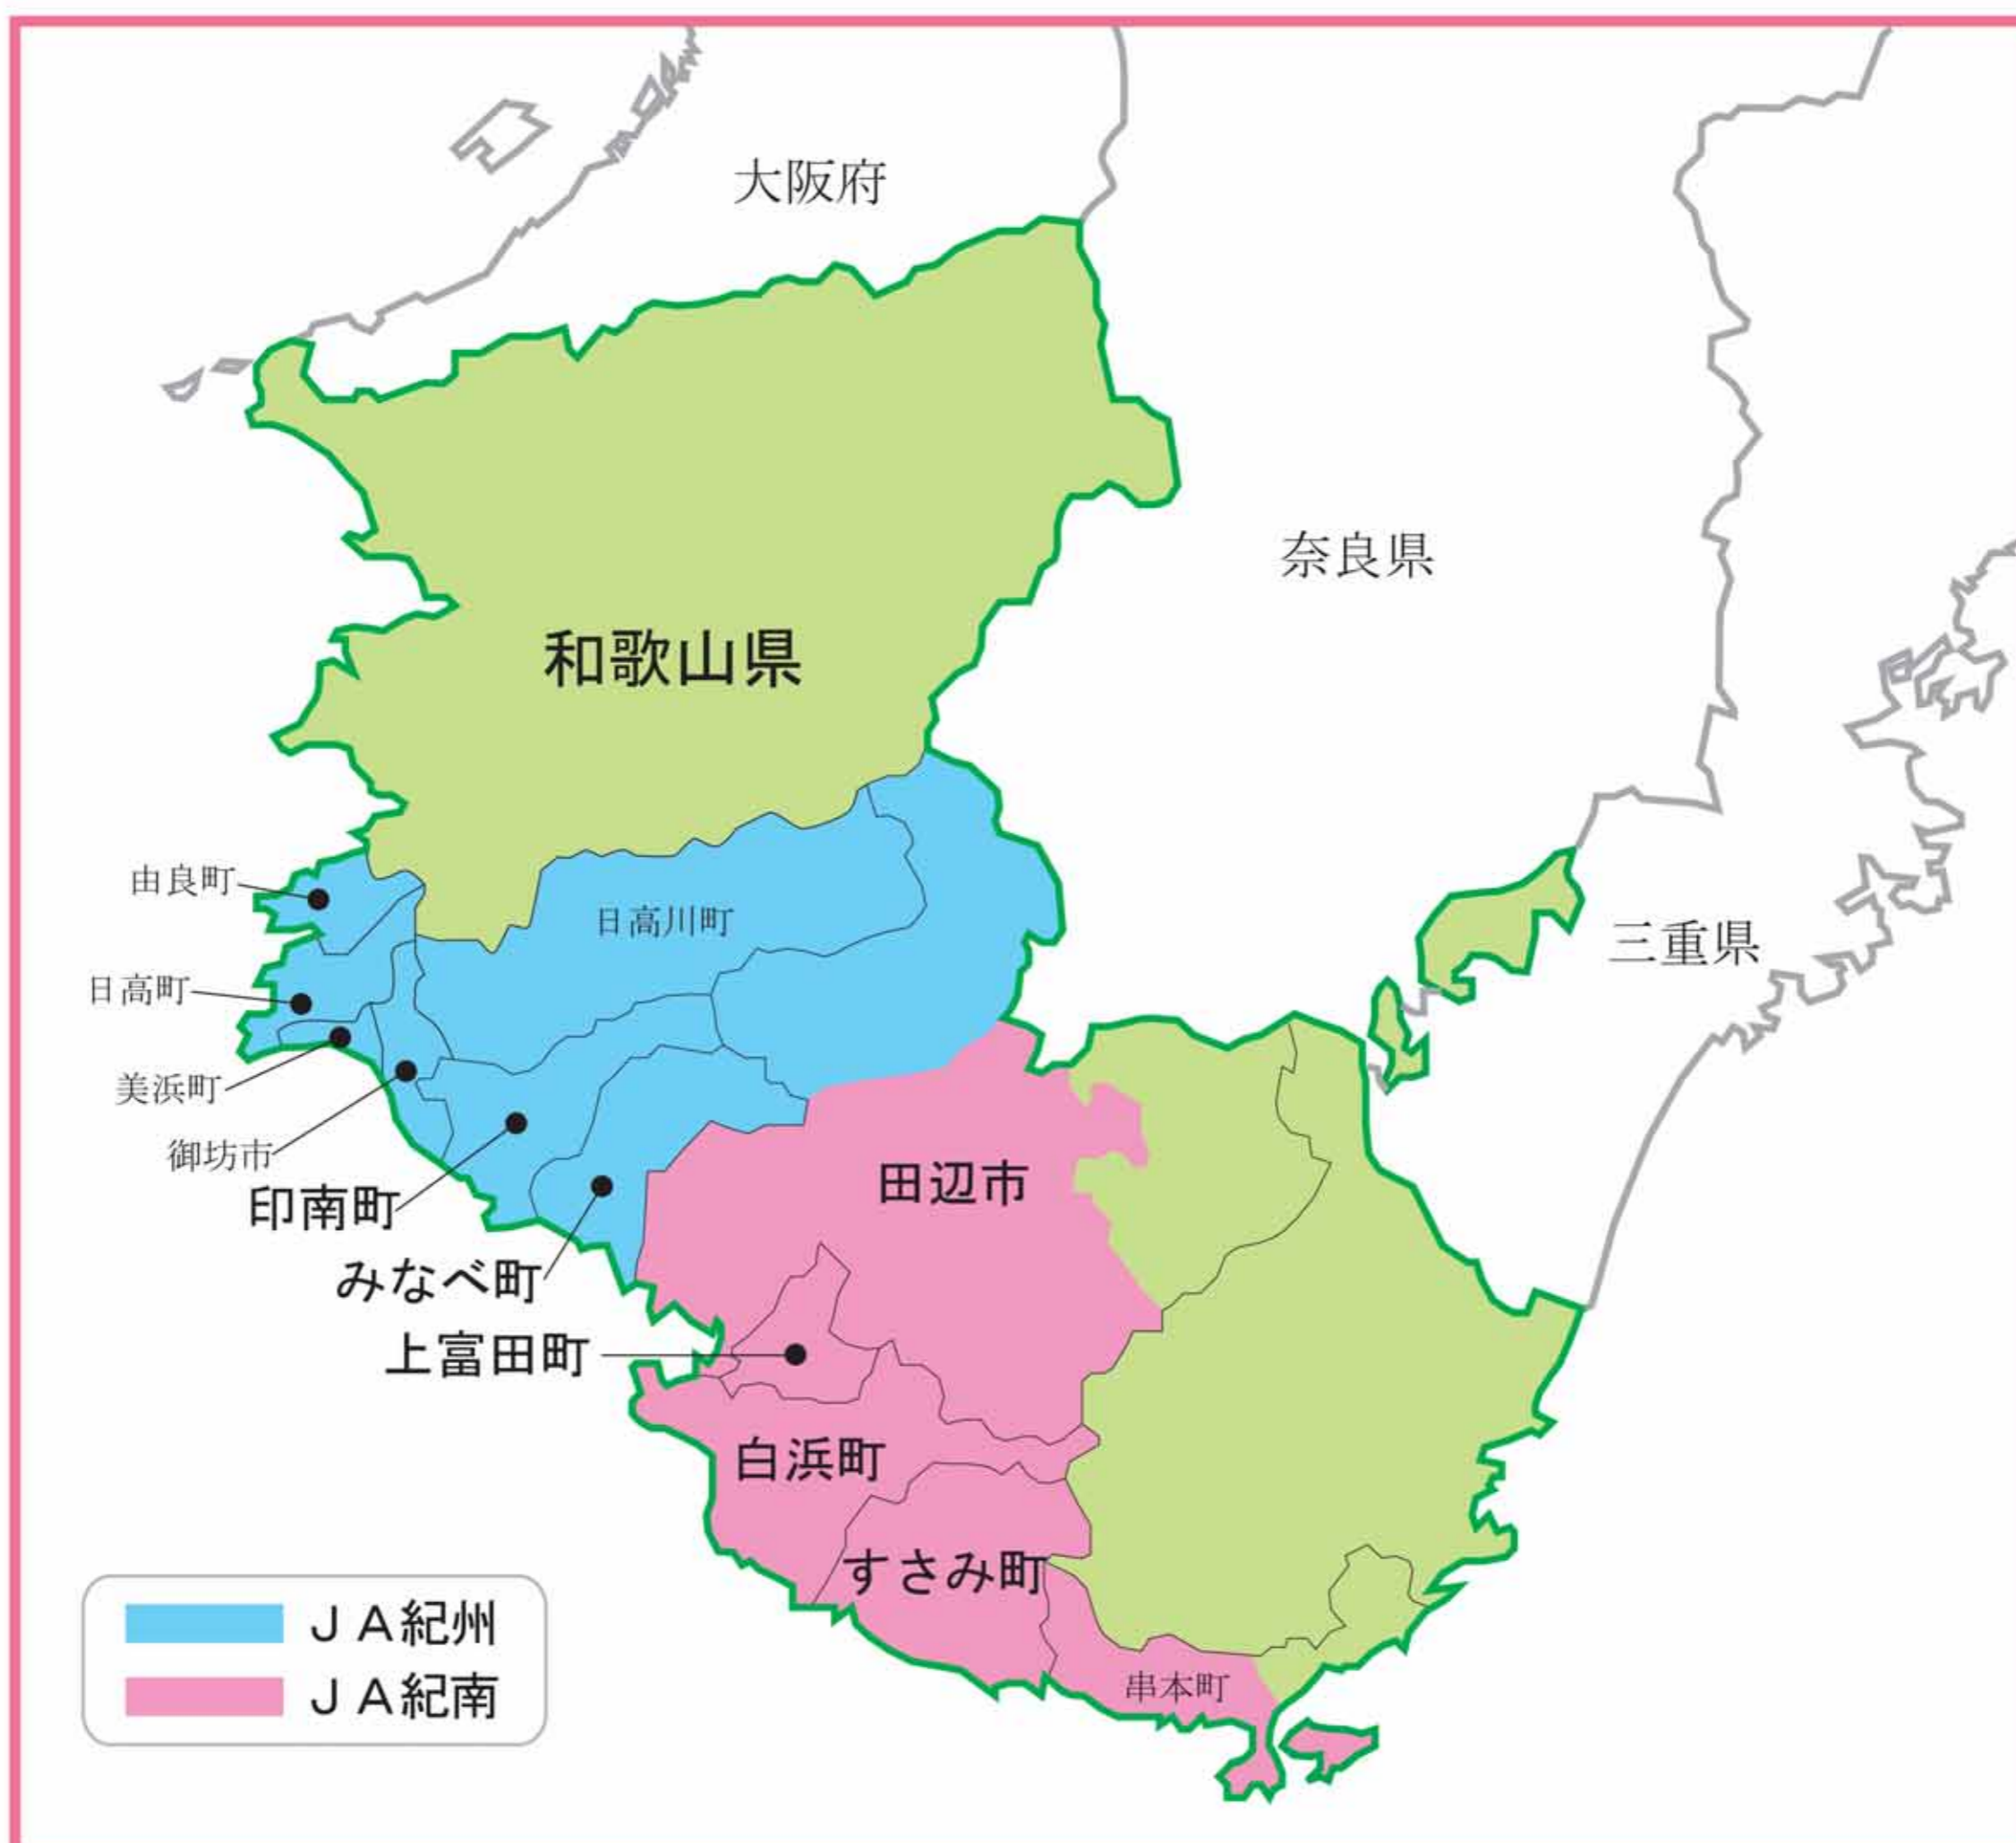 大阪府
奈良県
和歌山県
由良町
日高川町
三重県
日高町
美浜町
御坊市
田辺市
印南町
みなべ町
上富田町
白浜町
すさみ町
ＪＡ紀州
串本町
ＪＡ紀南